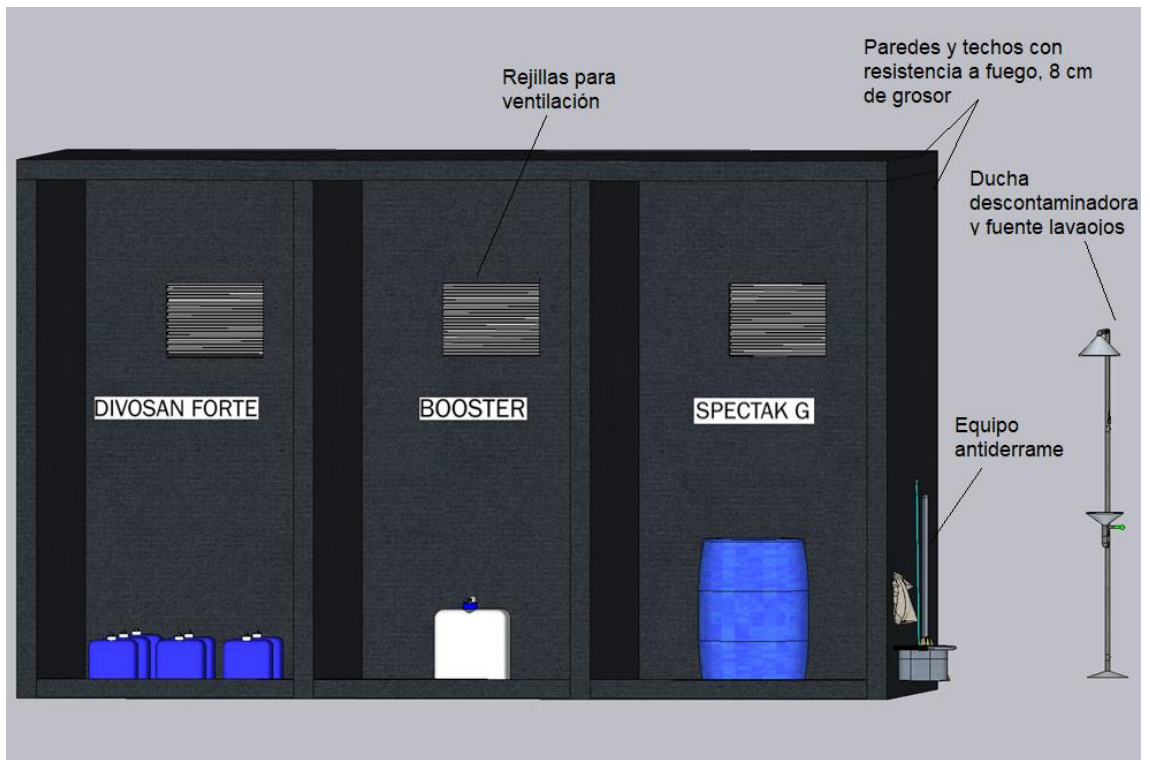 Paredes y techos con
resistencia a fuego, 8 cm
de grosor
Rejillas para
ventilación
Ducha
descontaminadora
y fuente lavaojos
DIVOSAN FORTE
BOOSTER
SPECTAK G
Equipo
antiderrame